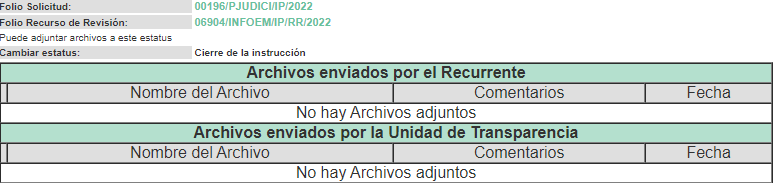 Folio Solicitud: 00196/PJUDICI/IP/2022
Folio Recurso de Revisión: 06904/INFOEM/IP/RR/2022
Puede adjuntar archivos a este estatus
Cambiar estatus: Cierre de la instrucción
Archivos enviados por el Recurrente
Nombre del Archivo Comentarios Fecha
No hay Archivos adjuntos
Archivos enviados por la Unidad de Transparencia
Nombre del Archivo Comentarios Fecha
No hay Archivos adjuntos